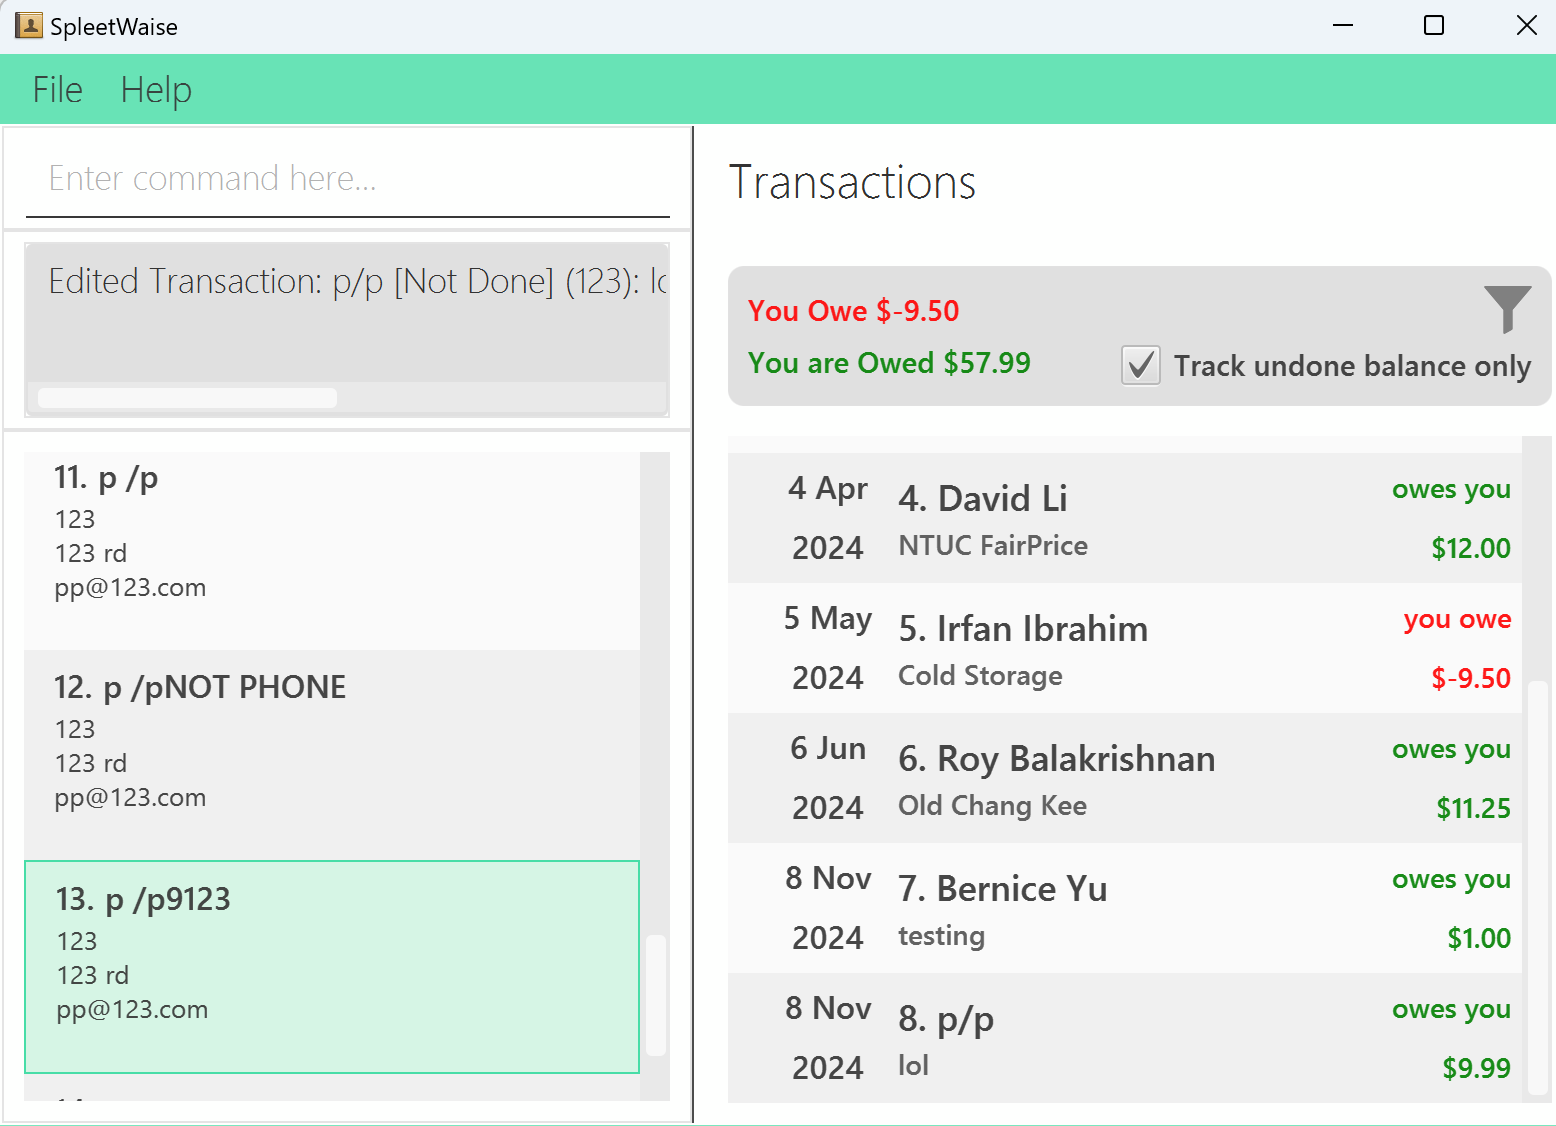 SpleetWaise
File Help
Enter command here...
Edited Transaction: p/p [Not Done] (123):
11. p /p
123
123 rd
pp@123.com
12. p /pNOT PHONE
123
123 rd
pp@123.com
13. p /p9123
123
123 rd
pp@123.com
Transactions
You Owe $-9.50
You are Owed $57.99
Track undone balance only
4 Apr 2024
4. David Li
NTUC FairPrice
owes you
$12.00
5 May 2024
5. Irfan Ibrahim
Cold Storage
you owe
$-9.50
6 Jun 2024
6. Roy Balakrishnan
Old Chang Kee
owes you
$11.25
8 Nov 2024
7. Bernice Yu
testing
owes you
$1.00
8 Nov 2024
8. p/p
lol
owes you
$9.99